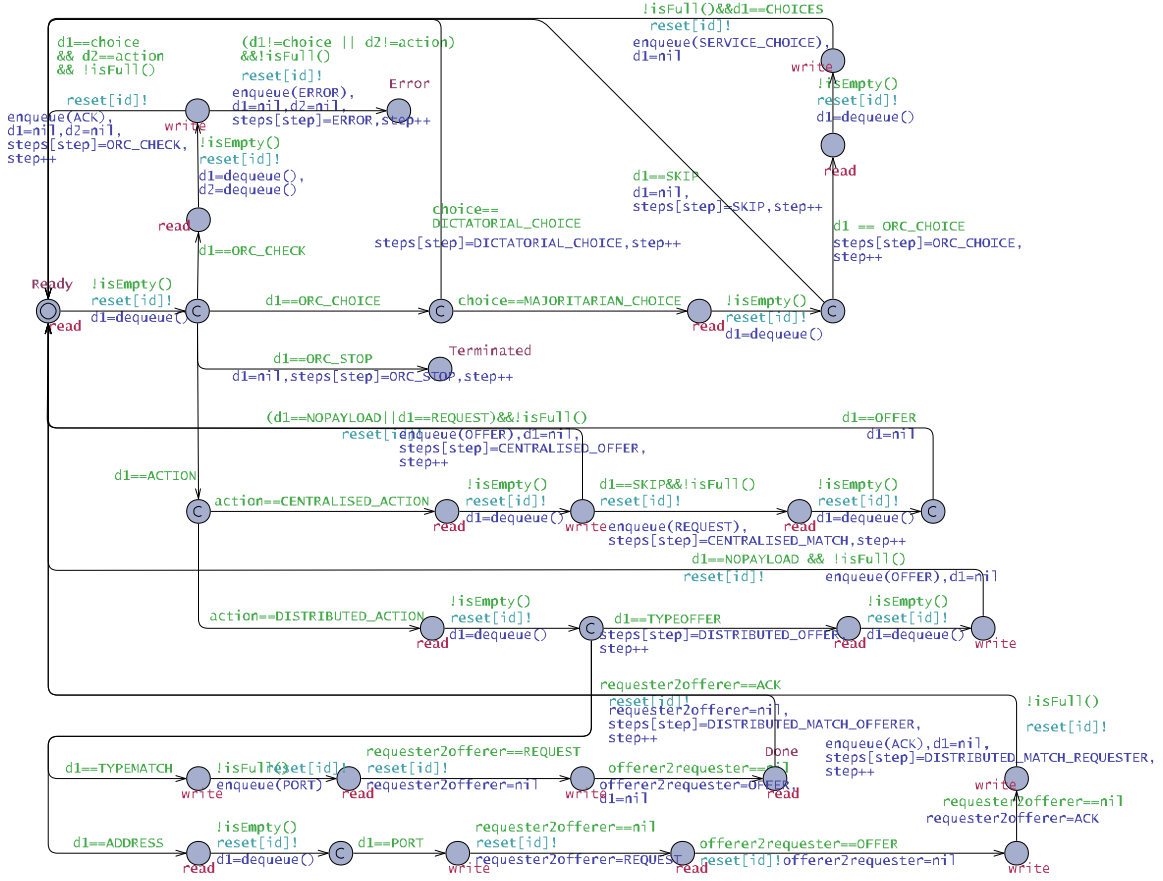 !isFull()&&d1==CHOICES
reset[id]!
enqueue(SERVICE_CHOICE),
d1=nil
write
!isEmpty()
reset[id]!
d1=dequeue()
read
d1==choice
&& d2==action
&& !isFull()
reset[id]!
enqueue(ACK),
d1=nil,d2=nil,
steps[step]=ORC_CHECK,
step++
(d1!=choice || d2!=action)
&&!isFull()
reset[id]!
enqueue(ERROR),
d1=nil,d2=nil,
steps[step]=ERROR,step++
Error
write
!isEmpty()
reset[id]!
d1=dequeue(),
d2=dequeue()
read
d1==ORC_CHECK
d1==SKIP
d1=nil,
steps[step]=SKIP,step++
choice==
DICTATORIAL_CHOICE
steps[step]=DICTATORIAL_CHOICE,step++
d1 == ORC_CHOICE
steps[step]=ORC_CHOICE,
step++
Ready
read
!isEmpty()
reset[id]!
d1=dequeue()
C
d1==ORC_CHOICE
C
choice==MAJORITARIAN_CHOICE
read
!isEmpty()
reset[id]!
d1=dequeue()
C
d1==ORC_STOP
d1=nil,steps[step]=ORC_STOP,step++
Terminated
(d1==NOPAYLOAD||d1==REQUEST)&&!isFull()
reset[id]!
enqueue(OFFER),d1=nil,
steps[step]=CENTRALISED_OFFER,
step++
d1==OFFER
d1=nil
d1==ACTION
C
action==CENTRALISED_ACTION
read
!isEmpty()
reset[id]!
d1=dequeue()
write
d1==SKIP&&!isFull()
reset[id]!
enqueue(REQUEST),
steps[step]=CENTRALISED_MATCH,step++
read
!isEmpty()
reset[id]!
d1=dequeue()
C
d1==NOPAYLOAD && !isFull()
reset[id]!
enqueue(OFFER),d1=nil
action==DISTRIBUTED_ACTION
read
!isEmpty()
reset[id]!
d1=dequeue()
C
d1==TYPEOFFER
steps[step]=DISTRIBUTED_OFFER,
step++
read
!isEmpty()
reset[id]!
d1=dequeue()
write
requester2offerer==ACK
reset[id]!
requester2offerer=nil,
steps[step]=DISTRIBUTED_MATCH_OFFERER,
step++
!isFull()
reset[id]!
enqueue(ACK),d1=nil,
steps[step]=DISTRIBUTED_MATCH_REQUESTER,
step++
d1==TYPEMATCH
write
!isFull()
reset[id]!
enqueue(PORT)
read
requester2offerer==REQUEST
reset[id]!
requester2offerer=nil
write
offerer2requester==nil
offerer2requester=OFFER,
d1=nil
Done
read
write
requester2offerer==nil
requester2offerer=ACK
d1==ADDRESS
read
!isEmpty()
reset[id]!
d1=dequeue()
C
d1==PORT
write
requester2offerer==nil
reset[id]!
requester2offerer=REQUEST
read
offerer2requester==OFFER
reset[id]!
offerer2requester=nil
write